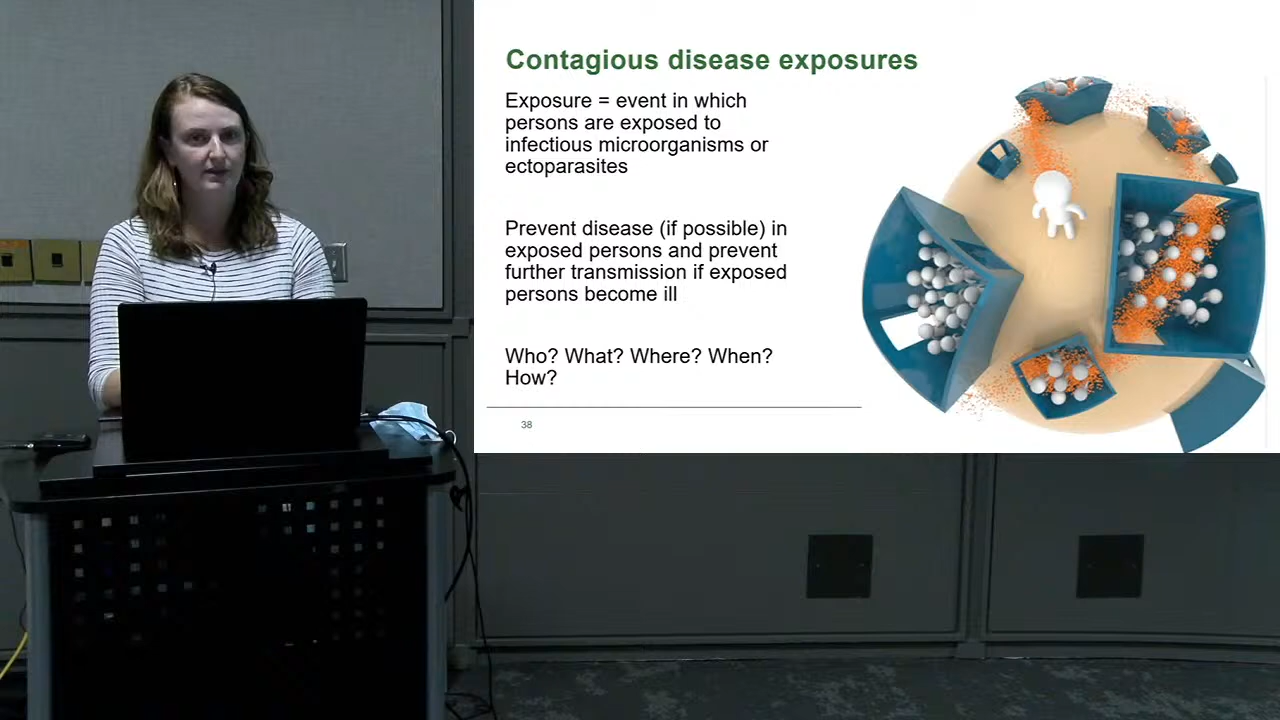 Contagious disease exposures
Exposure = event in which
persons are exposed to
infectious microorganisms or
ectoparasites
Prevent disease (if possible) in
exposed persons and prevent
further transmission if exposed
persons become ill
Who? What? Where? When?
How?
38